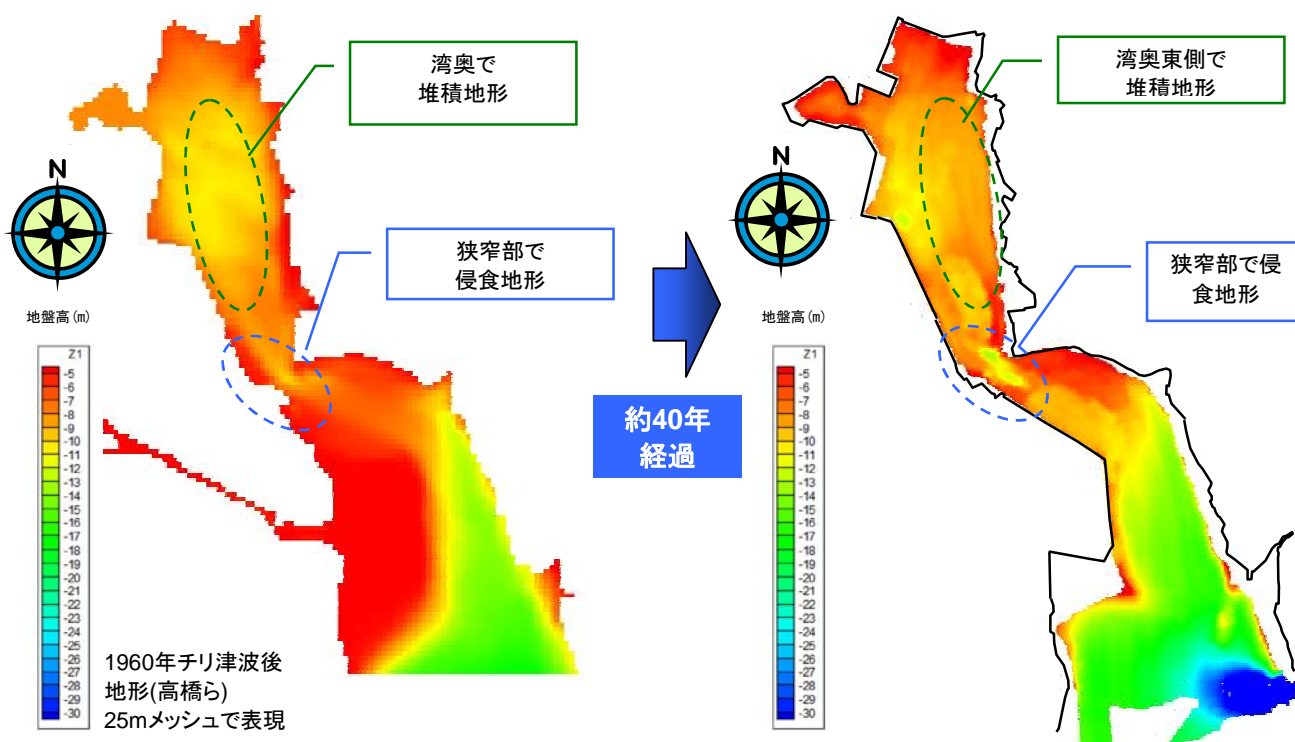 湾奥で
堆積地形
N
狭窄部で
侵食地形
地盤高(m)
Z1
-5
-6
-7
-8
-9
-10
-11
-12
-13
-14
-15
-16
-17
-18
-19
-20
-21
-22
-23
-24
-25
-26
-27
-28
-29
-30
1960年チリ津波後
地形(高橋ら)
25mメッシュで表現
約40年
経過
湾奥東側で
堆積地形
N
狭窄部で侵
食地形
地盤高(m)
Z1
-5
-6
-7
-8
-9
-10
-11
-12
-13
-14
-15
-16
-17
-18
-19
-20
-21
-22
-23
-24
-25
-26
-27
-28
-29
-30